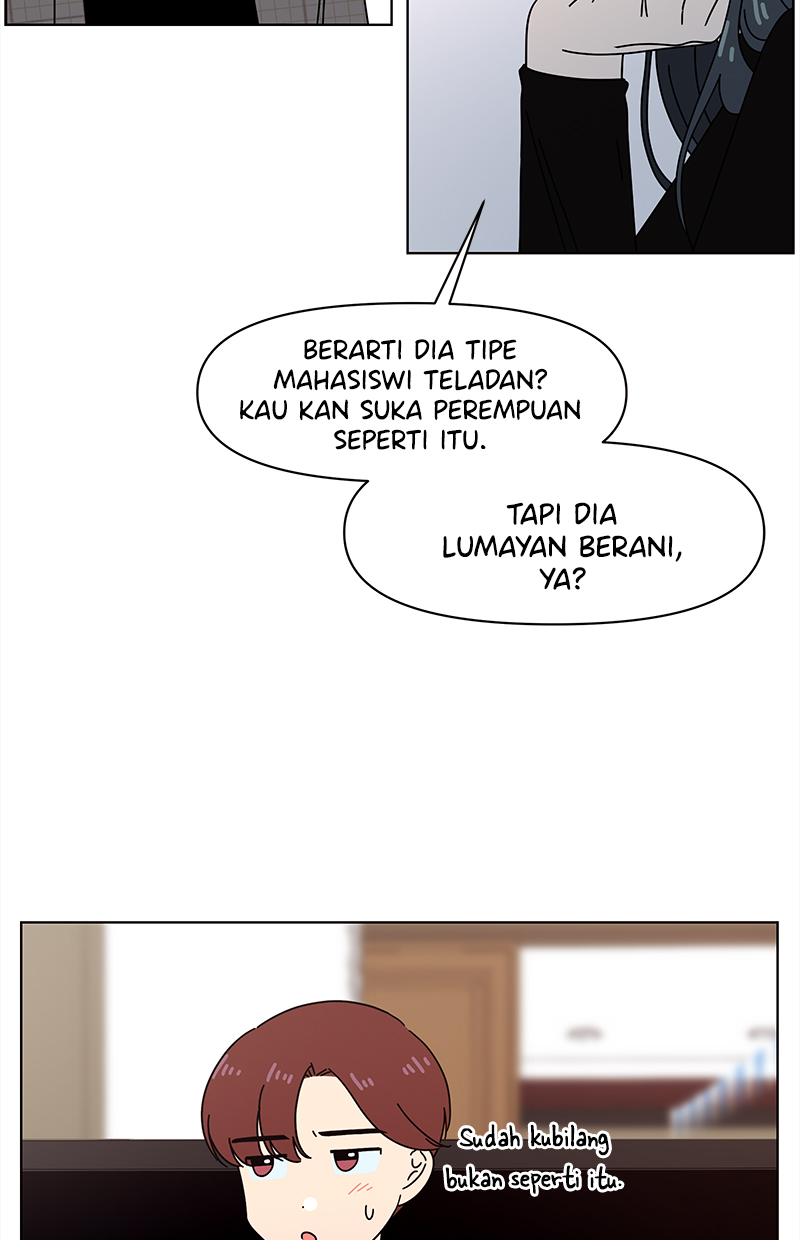 BERARTI DIA TIPE
MAHASISWI TELADAN?
KAU KAN SUKA PEREMPUAN
SEPERTI ITU.
TAPI DIA
LUMAYAN BERANI,
YA?
Sudah kubilang
bukan seperti itu.